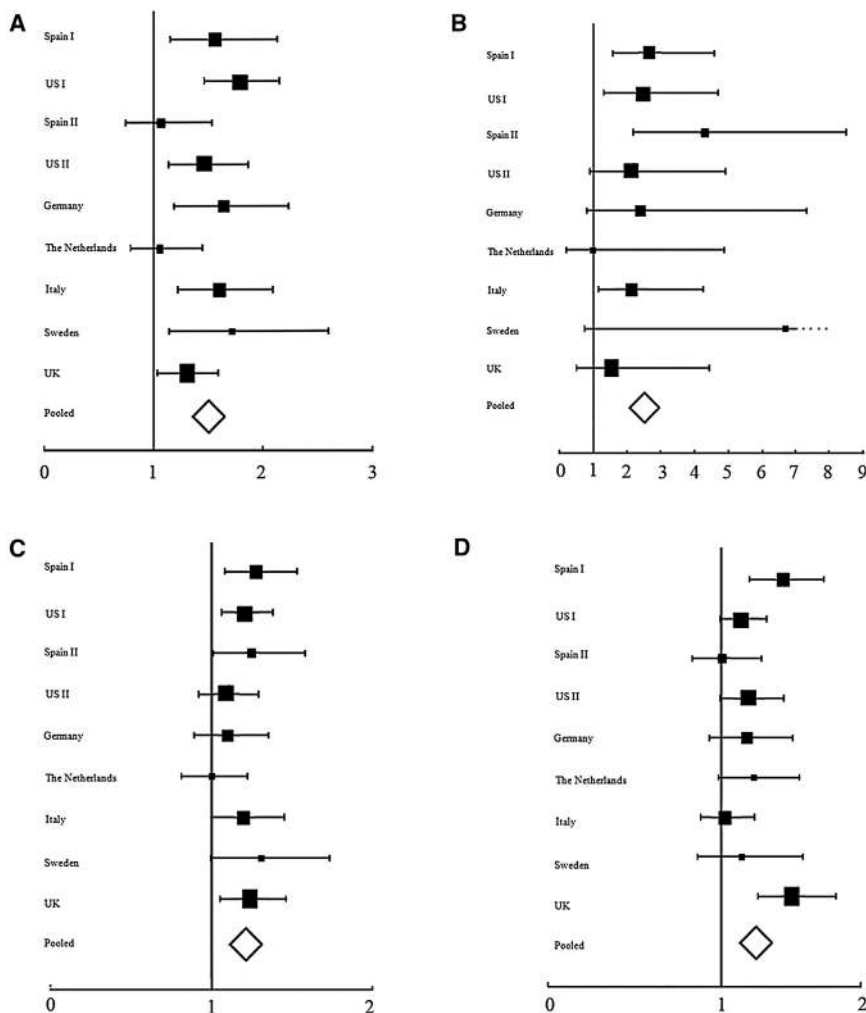 A
Spain I
US I
Spain II
US II
Germany
The Netherlands
Italy
Sweden
UK
Pooled
0 1 2 3
B
Spain I
US I
Spain II
US II
Germany
The Netherlands
Italy
Sweden
UK
Pooled
0 1 2 3 4 5 6 7 8 9
C
Spain I
US I
Spain II
US II
Germany
The Netherlands
Italy
Sweden
UK
Pooled
0 1 2
D
Spain I
US I
Spain II
US II
Germany
The Netherlands
Italy
Sweden
UK
Pooled
0 1 2